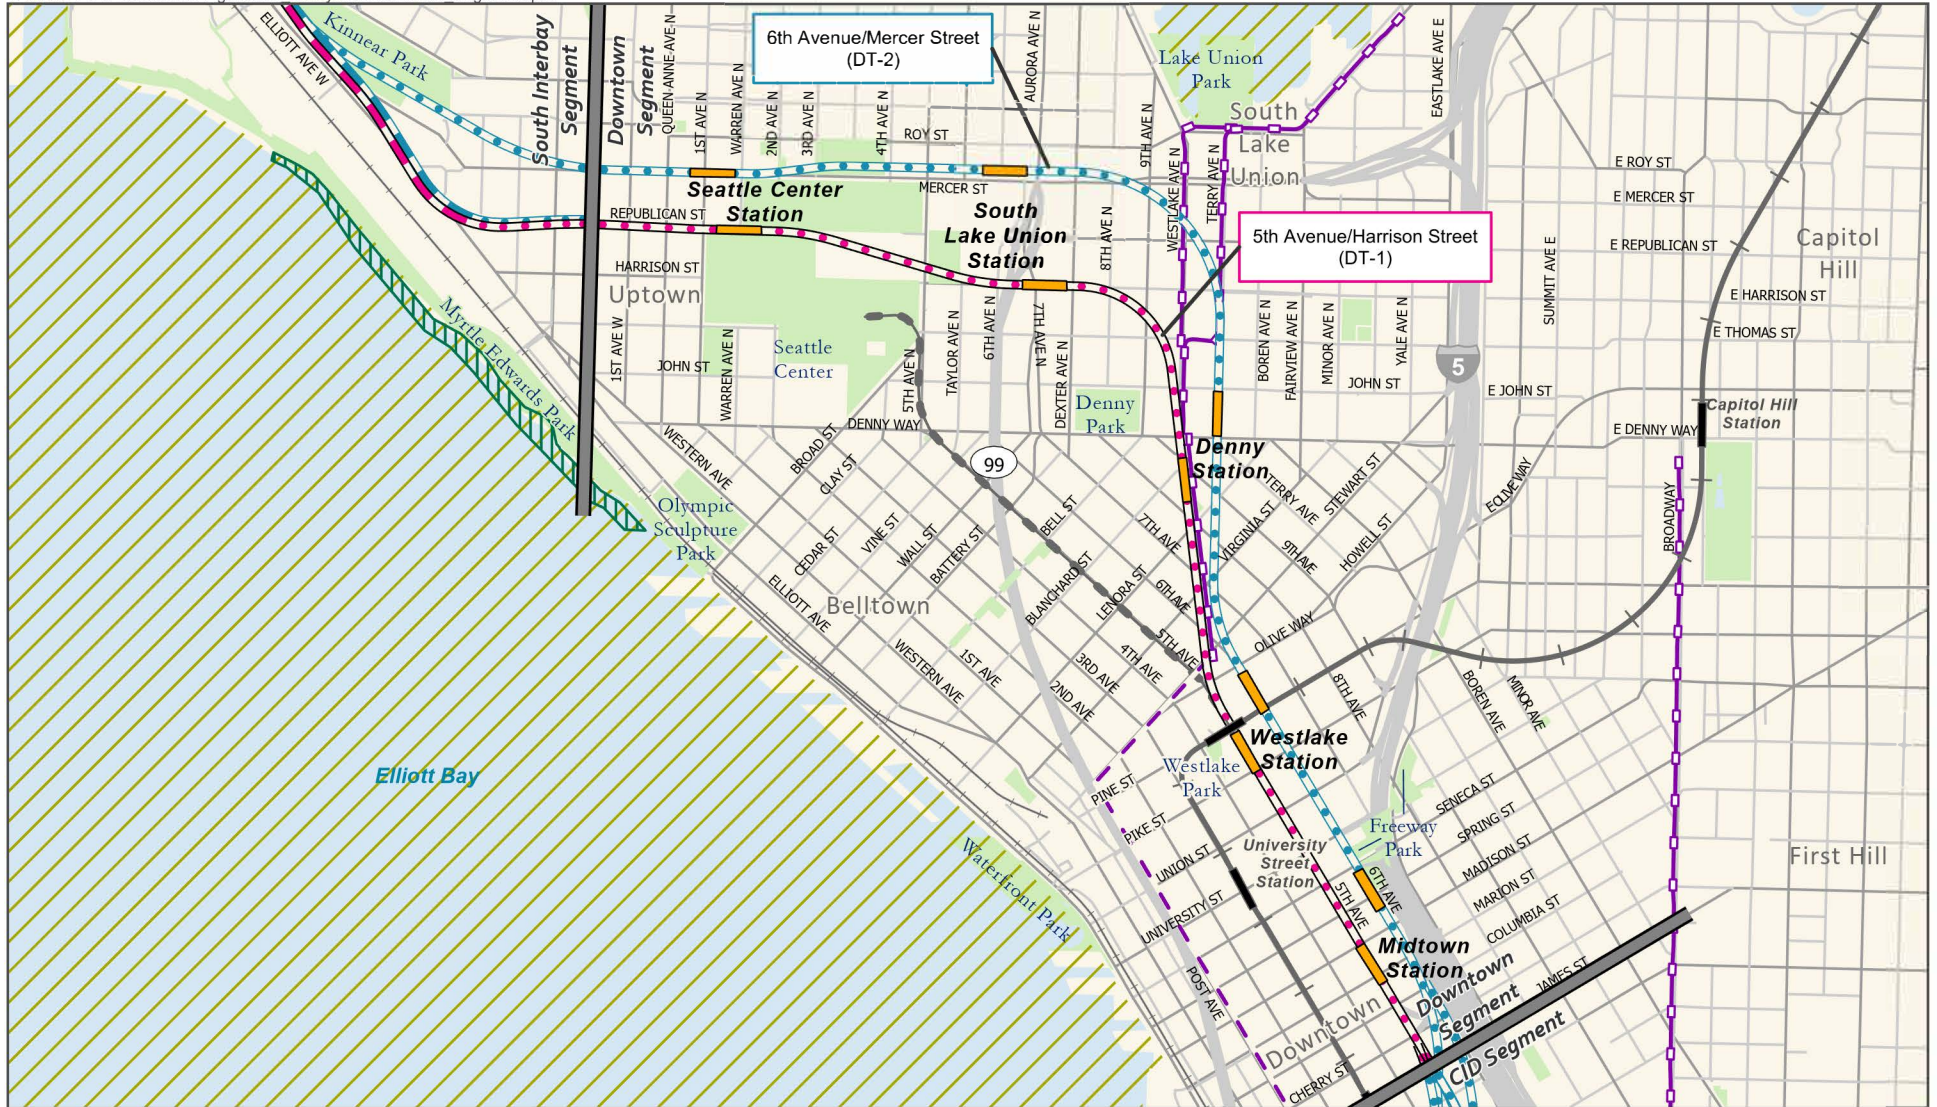 ELLIOTT AVE W
Kinnear Park
South Interbay
Segment
Downtown
Segment
QUEEN ANNE AVE N
1ST AVE N
WARREN AVE N
2ND AVE N
3RD AVE N
4TH AVE N
6th Avenue/Mercer Street
(DT-2)
AURORA AVE N
ROY ST
MERCER ST
9TH AVE N
Lake Union
Park
South
Lake
Union
EASTLAKE AVE E
WESTLAKE AVE N
TERRY AVE N
E ROY ST
E MERCER ST
E REPUBLICAN ST
Capitol
Hill
E HARRISON ST
E THOMAS ST
Seattle Center
Station
South
Lake Union
Station
8TH AVE N
5th Avenue/Harrison Street
(DT-1)
SUMMIT AVE E
REPUBLICAN ST
HARRISON ST
Uptown
1ST AVE W
JOHN ST
WARREN AVE N
Seattle
Center
5TH AVE N
TAYLOR AVE N
6TH AVE N
7TH AVE N
DEXTER AVE N
DENNY WAY
Denny
Park
BOREN AVE N
FAIRVIEW AVE N
MINOR AVE N
YALE AVE N
JOHN ST
5
E JOHN ST
E DENNY WAY
Capitol Hill
Station
Myrtle Edwards Park
WESTERN AVE
BROAD ST
CLAY ST
99
Denny
Station
TERRY AVE
STEWART ST
E OLIVE WAY
BROADWAY
Olympic
Sculpture
Park
CEDAR ST
VINE ST
WALL ST
BATTERY ST
BELL ST
7TH AVE
VIRGINIA ST
9TH AVE
HOWELL ST
ELLIOTT AVE
Belltown
BLANCHARD ST
LENORA ST
6TH AVE
5TH AVE
OLIVE WAY
WESTERN AVE
1ST AVE
2ND AVE
3RD AVE
4TH AVE
8TH AVE
BOREN AVE
MINOR AVE
Elliott Bay
Westlake
Station
Westlake
Park
PINE ST
PIKE ST
UNION ST
UNIVERSITY ST
University
Street
Station
Freeway
Park
SENECA ST
SPRING ST
MADISON ST
MARION ST
COLUMBIA ST
JAMES ST
First Hill
Waterfront Park
5TH AVE
6TH AVE
Midtown
Station
POST AVE
Downtown
Downtown
Segment
CID Segment
CHERRY ST